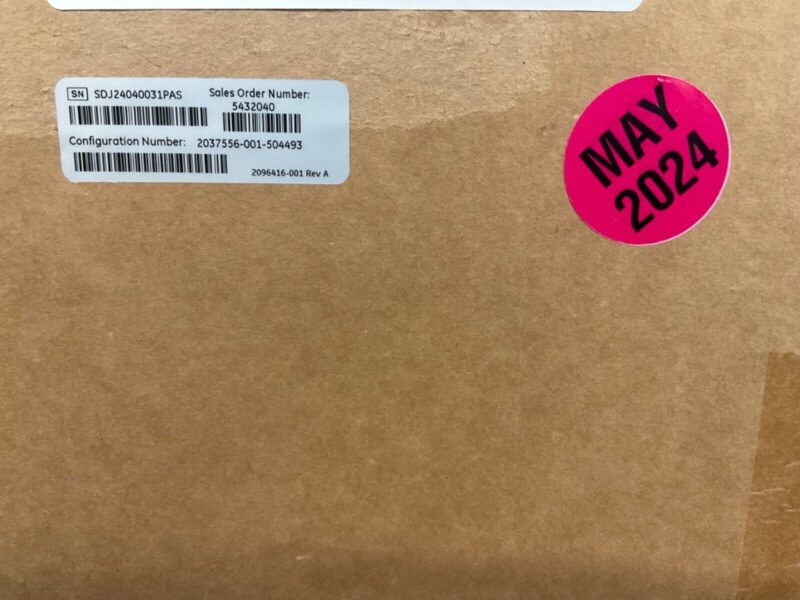 SN SDJ24040031PAS
Sales Order Number:
5432040
Configuration Number: 2037556-001-504493
2096416-001 Rev A
MAY
2024